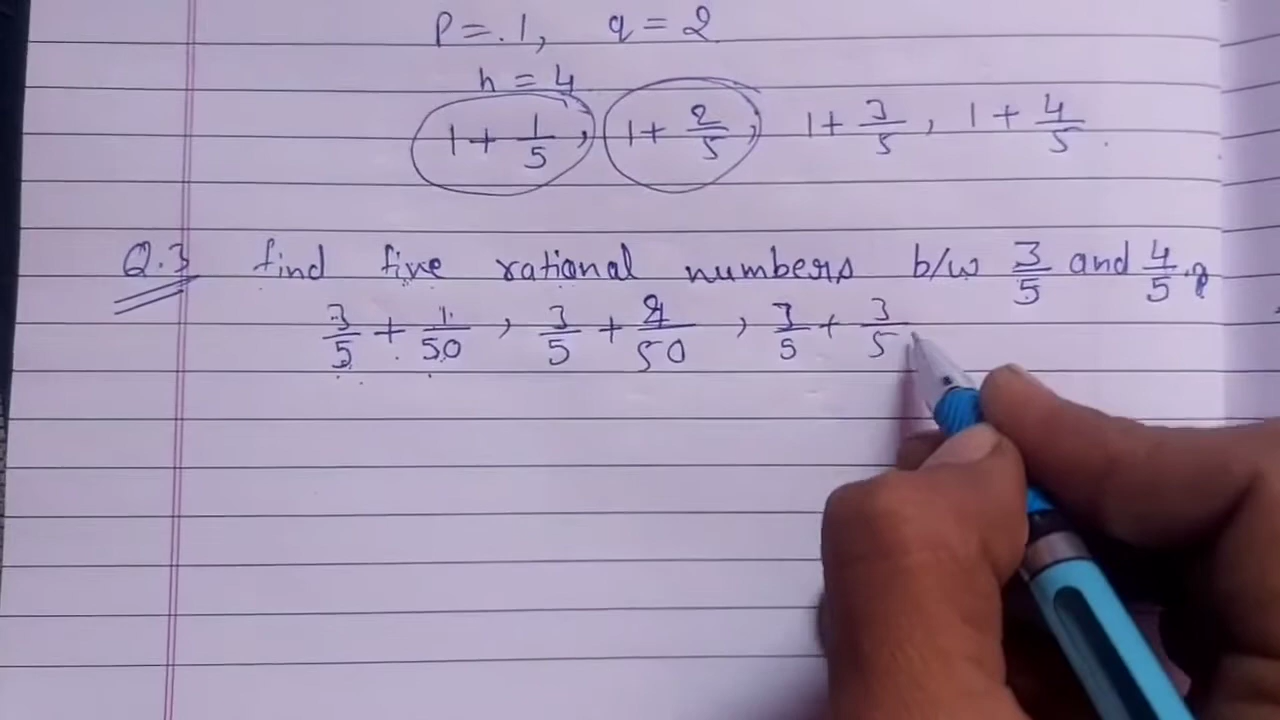 P = . 1, q = 2
h = 4
1 + 1/5, 1 + 2/5, 1 + 3/5, 1 + 4/5.
Q.3 find five rational numbers b/w 3/5 and 4/5.?
3/5 + 1/50, 3/5 + 2/50, 3/5 + 3/5